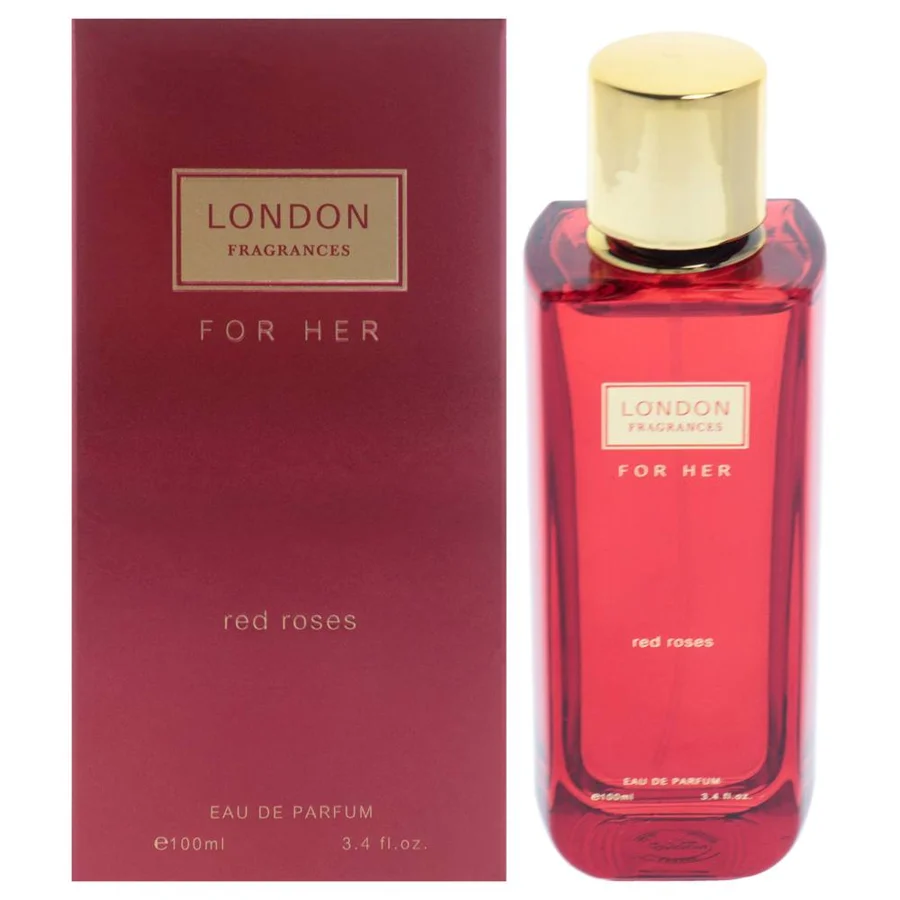 LONDON
FRAGRANCES
FOR HER
red roses
EAU DE PARFUM
℮100ml 3.4 fl.oz.
LONDON
FRAGRANCES
FOR HER
red roses
EAU DE PARFUM
℮100ml 3.4 fl.oz.